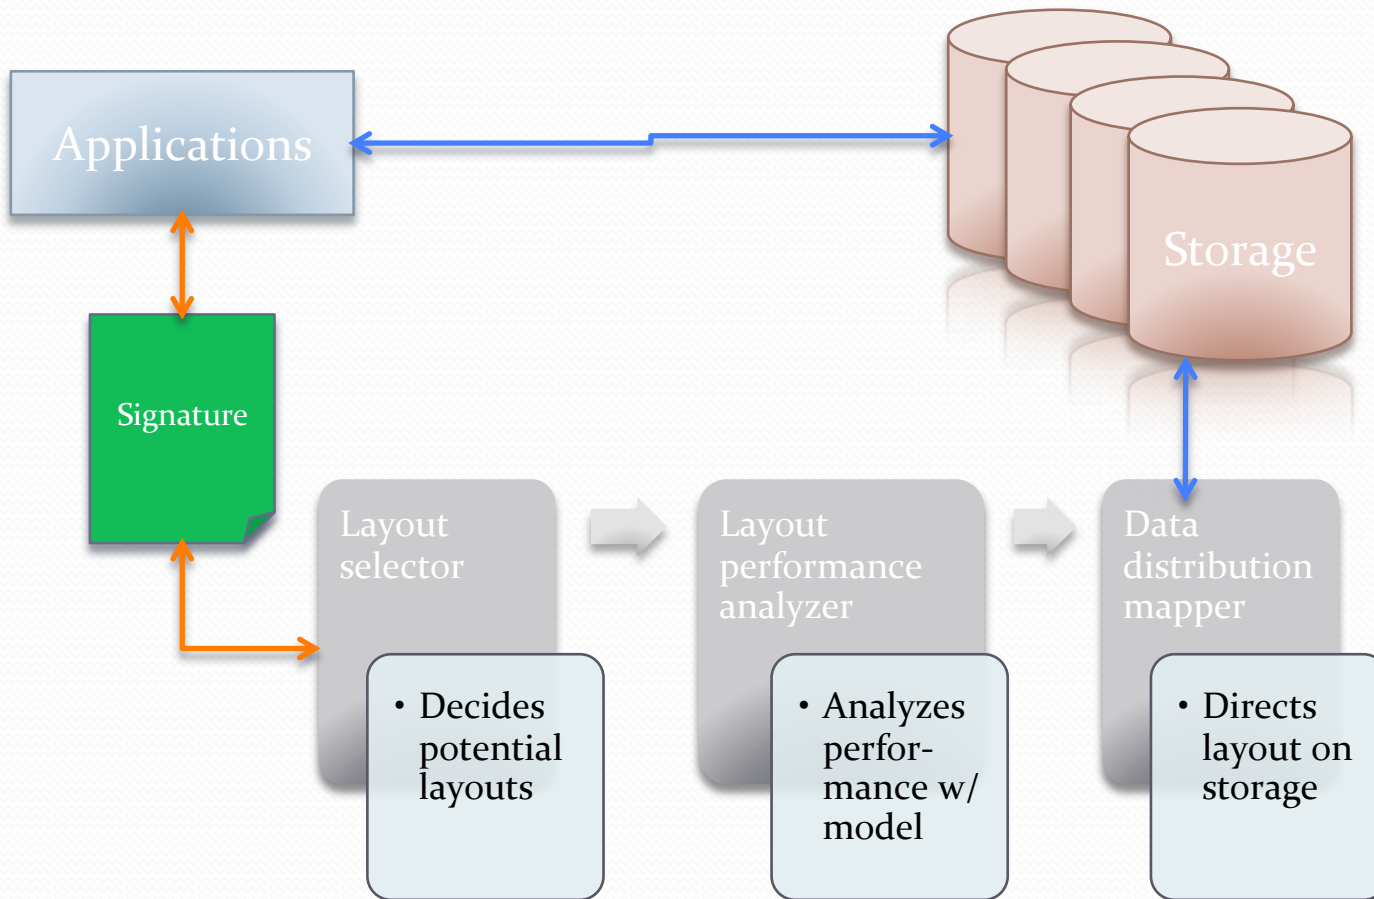 Applications
Storage
Signature
Layout
selector
Layout
performance
analyzer
Data
distribution
mapper
• Decides
potential
layouts
• Analyzes
perfor-
mance w/
model
• Directs
layout on
storage